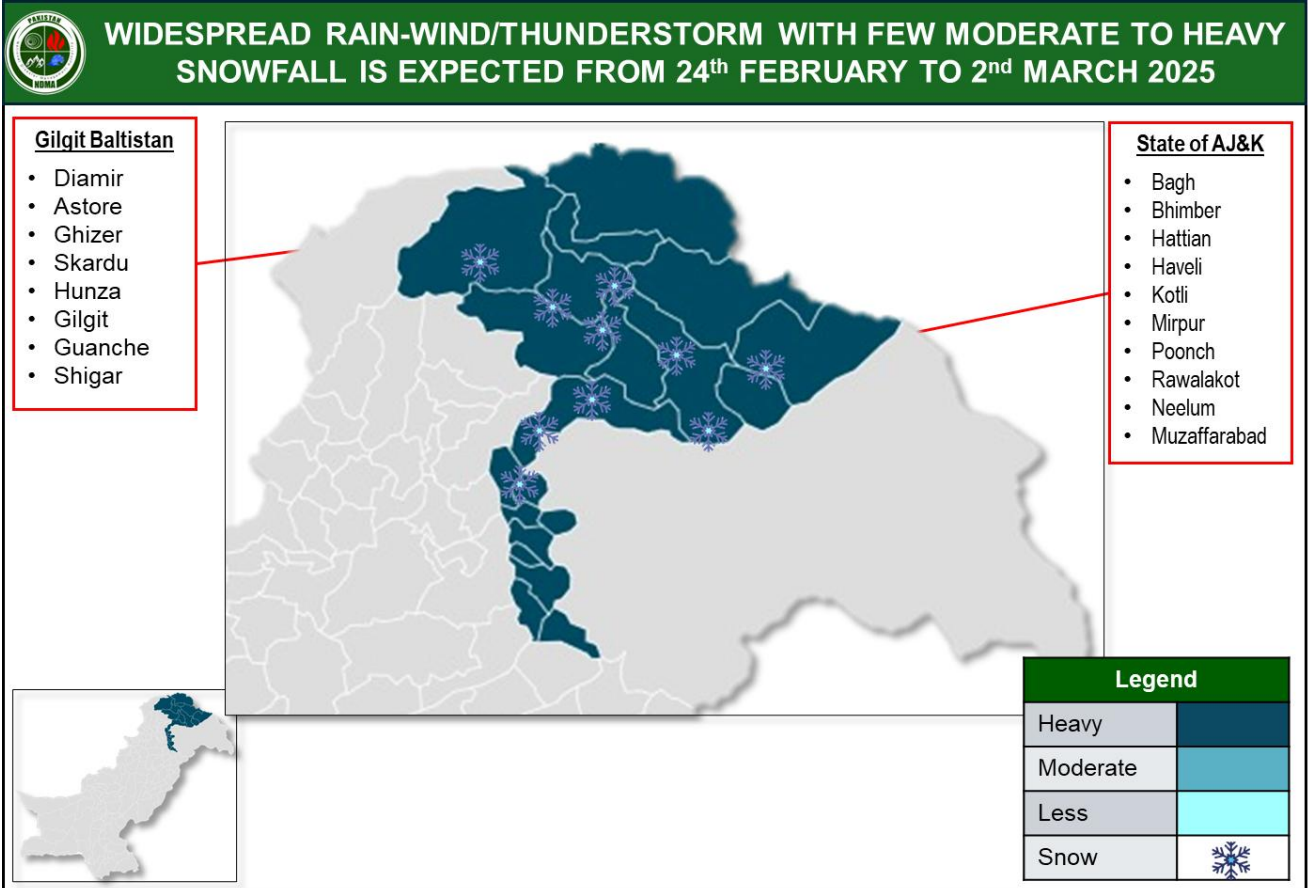 PAKISTAN
NDMA
WIDESPREAD RAIN-WIND/THUNDERSTORM WITH FEW MODERATE TO HEAVY
SNOWFALL IS EXPECTED FROM 24th FEBRUARY TO 2nd MARCH 2025
Gilgit Baltistan
• Diamir
• Astore
• Ghizer
• Skardu
• Hunza
• Gilgit
• Guanche
• Shigar
State of AJ&K
• Bagh
• Bhimber
• Hattian
• Haveli
• Kotli
• Mirpur
• Poonch
• Rawalakot
• Neelum
• Muzaffarabad
Legend
Heavy
Moderate
Less
Snow